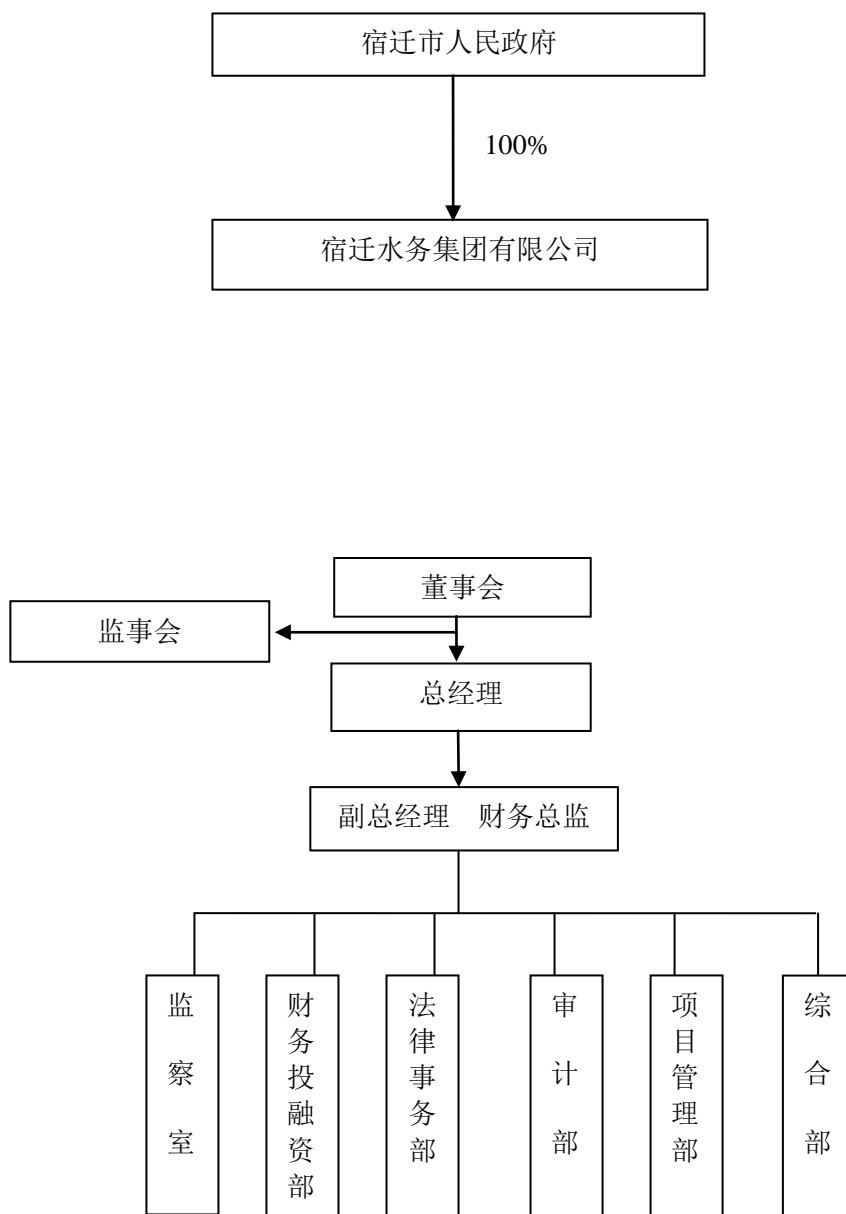 宿迁市人民政府
100%
宿迁水务集团有限公司
董事会
监事会
总经理
副总经理 财务总监
监察室
财务投融资部
法律事务部
审计部
项目管理部
综合部